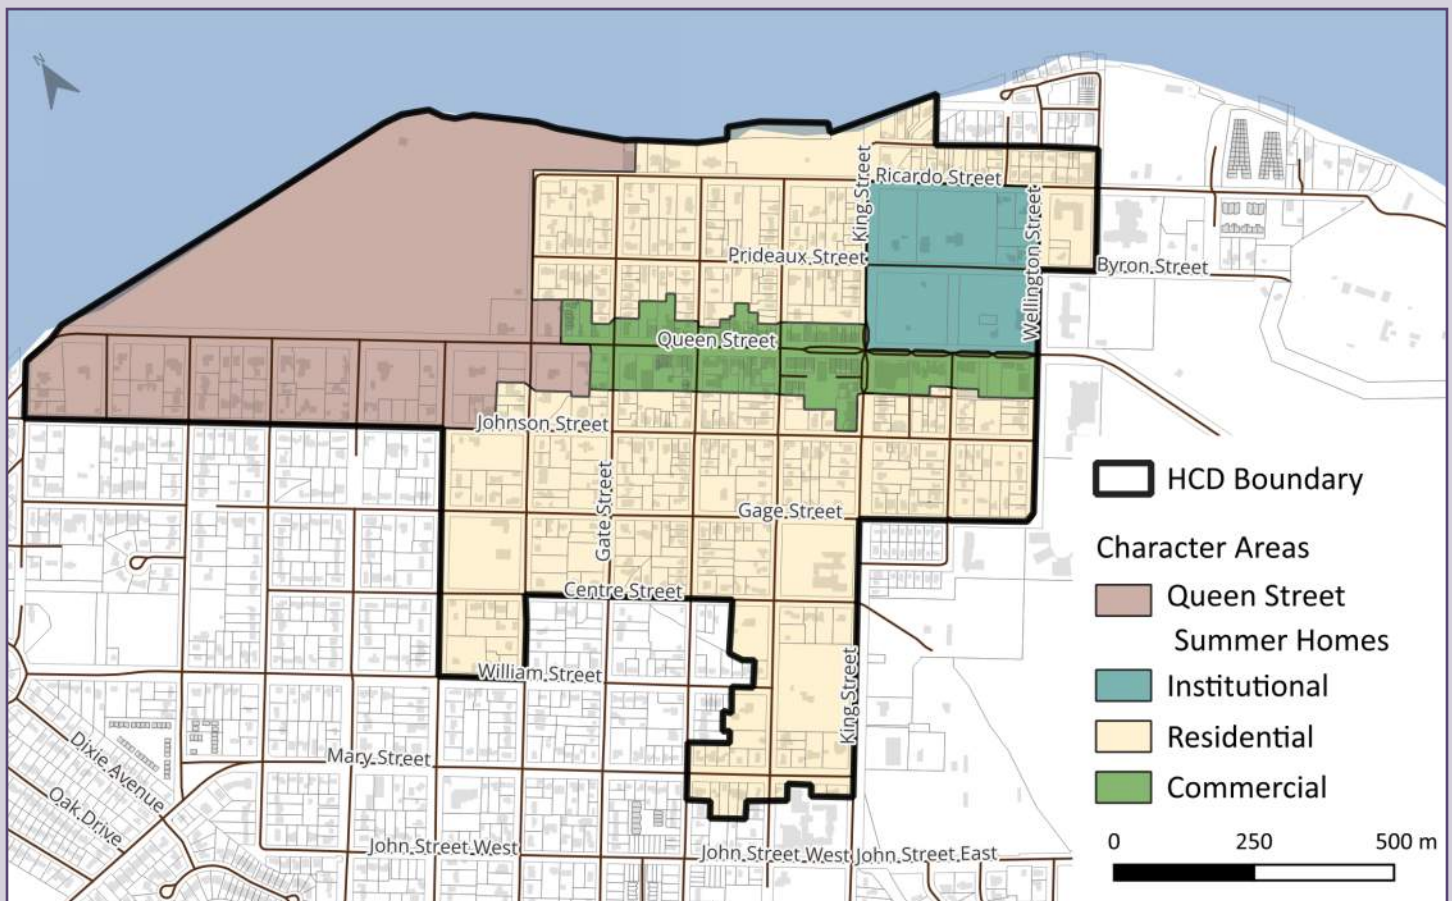 N
Ricardo Street
King Street
Wellington Street
Prideaux Street
Byron Street
Queen Street
Johnson Street
Gate Street
Gage Street
Centre Street
William Street
King Street
Mary Street
Dixie Avenue
Oak Drive
John Street West
John Street West
John Street East
HCD Boundary
Character Areas
Queen Street
Summer Homes
Institutional
Residential
Commercial
0 250 500 m